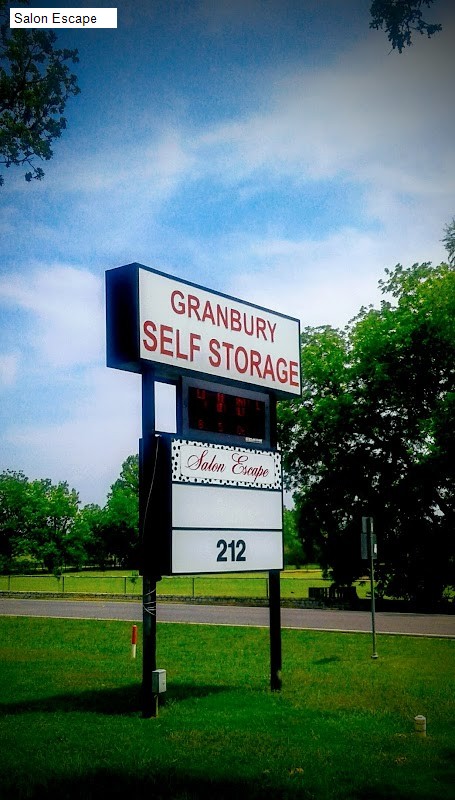 Salon Escape
GRANBURY
SELF STORAGE
Salon Escape
212